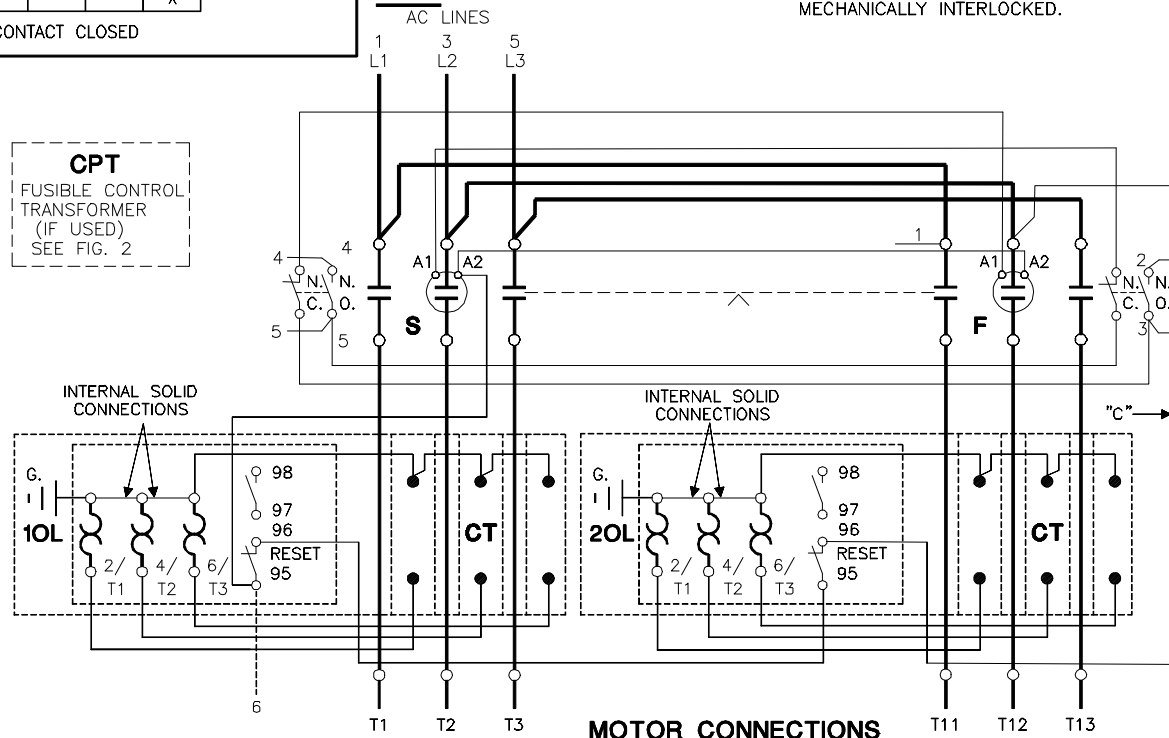 X
CONTACT CLOSED
MECHANICALLY INTERLOCKED.
AC LINES
1 3 5
L1 L2 L3
CPT
FUSIBLE CONTROL
TRANSFORMER
(IF USED)
SEE FIG. 2
1
4 4
A1 A2
A1 A2
2
N. N.
C. O.
N. N.
C. O.
S
F
5 5
3
INTERNAL SOLID
CONNECTIONS
INTERNAL SOLID
CONNECTIONS
"C"
G.
98
97
96
RESET
95
1OL
CT
2/
T1
4/
T2
6/
T3
G.
98
97
96
RESET
95
2OL
CT
2/
T1
4/
T2
6/
T3
6
T1 T2 T3
MOTOR CONNECTIONS
T11 T12 T13